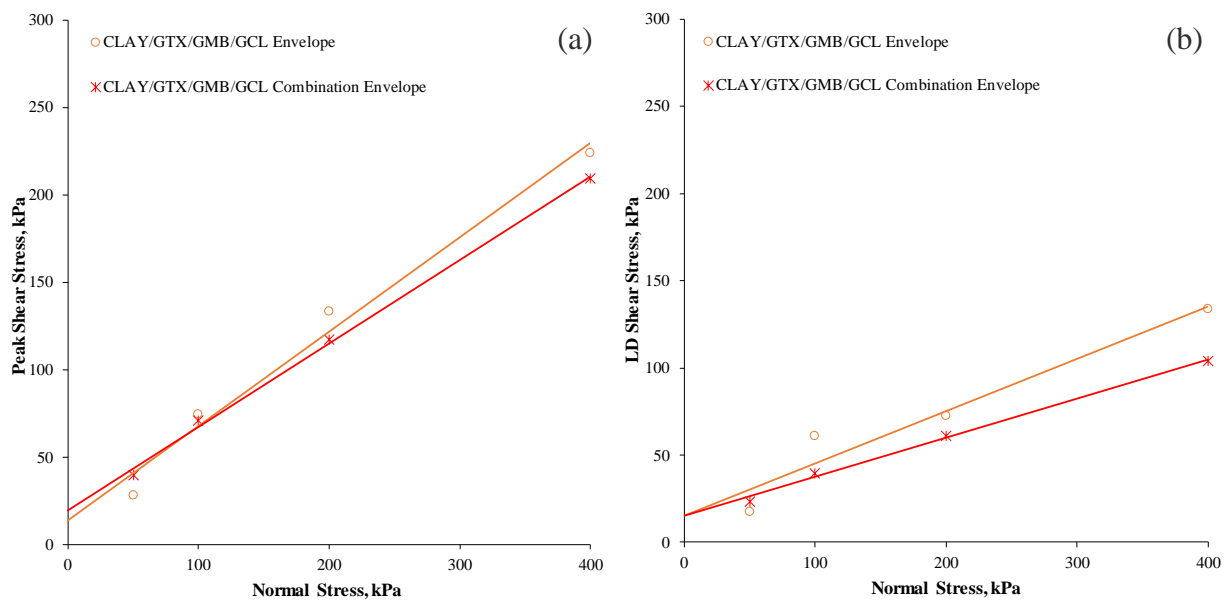 (a)
CLAY/GTX/GMB/GCL Envelope
CLAY/GTX/GMB/GCL Combination Envelope
Peak Shear Stress, kPa
300
250
200
150
100
50
0
0 100 200 300 400
Normal Stress, kPa
(b)
CLAY/GTX/GMB/GCL Envelope
CLAY/GTX/GMB/GCL Combination Envelope
LD Shear Stress, kPa
300
250
200
150
100
50
0
0 100 200 300 400
Normal Stress, kPa